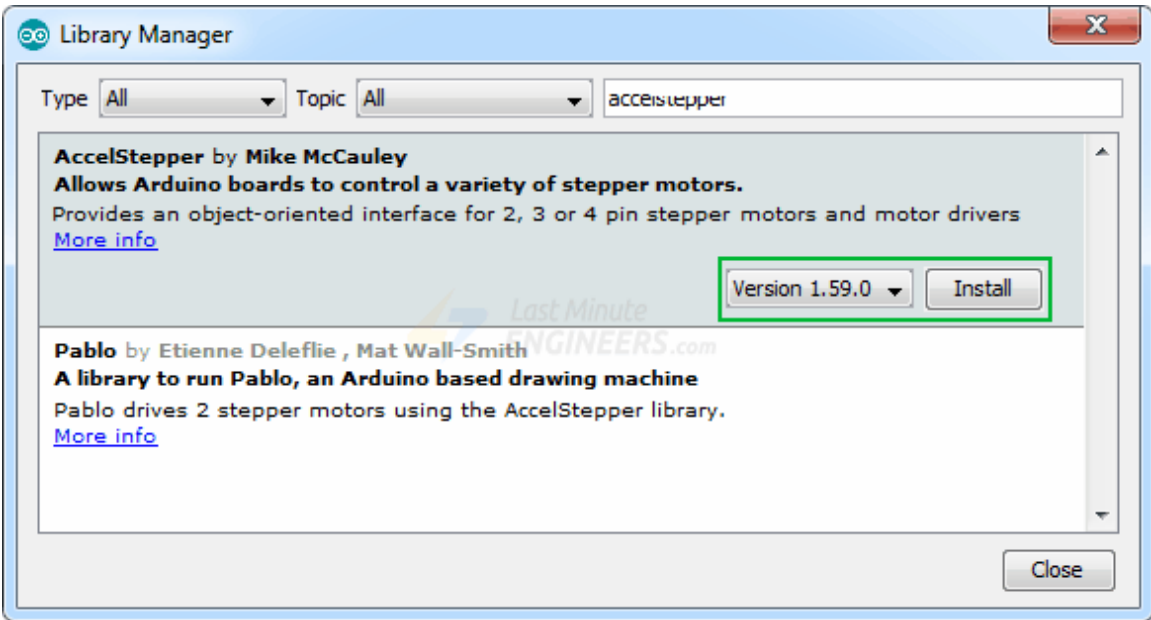 Library Manager
Type All Topic All accelstepper
AccelStepper by Mike McCauley
Allows Arduino boards to control a variety of stepper motors.
Provides an object-oriented interface for 2, 3 or 4 pin stepper motors and motor drivers
More info
Version 1.59.0 Install
Last Minute
ENGINEERS.com
Pablo by Etienne Deleflie , Mat Wall-Smith
A library to run Pablo, an Arduino based drawing machine
Pablo drives 2 stepper motors using the AccelStepper library.
More info
Close